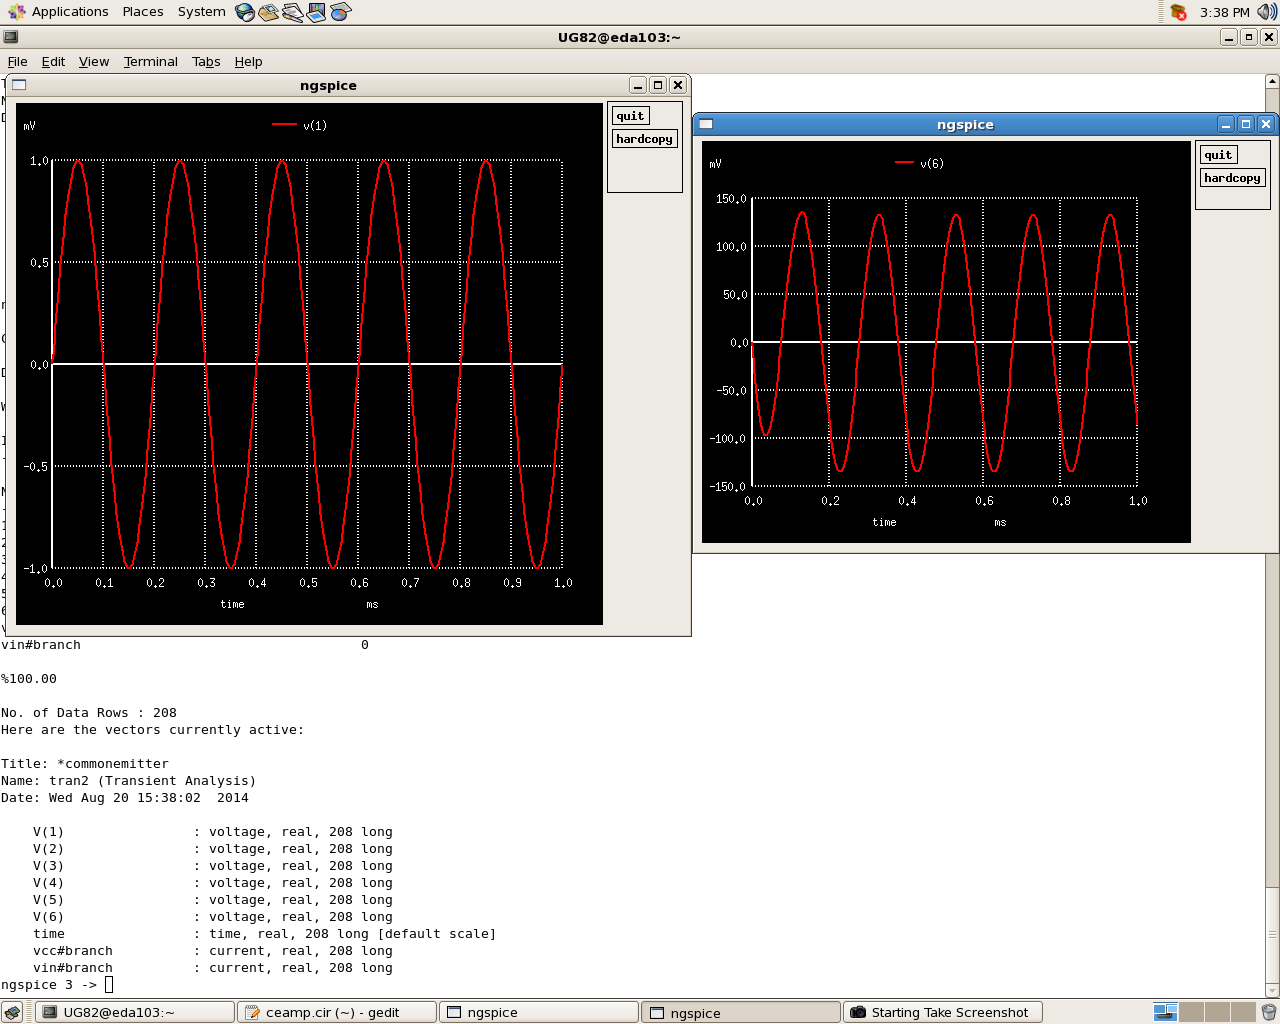 Applications Places System 3:38 PM
UG82@eda103:~
File Edit View Terminal Tabs Help
ngspice
mV
v(1)
quit
hardcopy
1.0
0.5
0.0
-0.5
-1.0
0.0 0.1 0.2 0.3 0.4 0.5 0.6 0.7 0.8 0.9 1.0
time ms
ngspice
mV
v(6)
quit
hardcopy
150.0
100.0
50.0
0.0
-50.0
-100.0
-150.0
0.0 0.2 0.4 0.6 0.8 1.0
time ms
vin#branch 0
%100.00
No. of Data Rows : 208
Here are the vectors currently active:
Title: *commonemitter
Name: tran2 (Transient Analysis)
Date: Wed Aug 20 15:38:02  2014
V(1) : voltage, real, 208 long
V(2) : voltage, real, 208 long
V(3) : voltage, real, 208 long
V(4) : voltage, real, 208 long
V(5) : voltage, real, 208 long
V(6) : voltage, real, 208 long
time : time, real, 208 long [default scale]
vcc#branch : current, real, 208 long
vin#branch : current, real, 208 long
ngspice 3 ->
UG82@eda103:~ ceamp.cir (~) - gedit ngspice ngspice Starting Take Screenshot